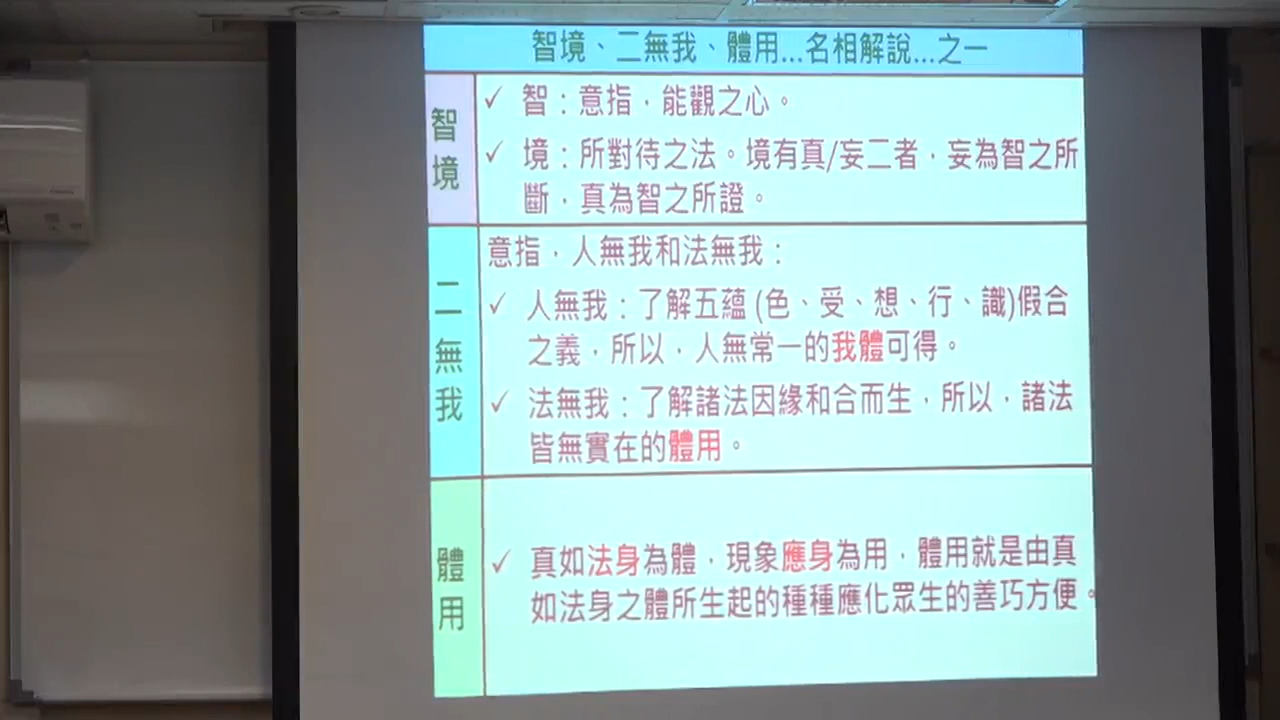 智境、二無我、體用...名相解說...之一
智境
✓ 智：意指，能觀之心。
✓ 境：所對待之法。境有真/妄二者，妄為智之所
斷，真為智之所證。
二無我
意指，人無我和法無我：
✓ 人無我：了解五蘊(色、受、想、行、識)假合
之義，所以，人無常一的我體可得。
✓ 法無我：了解諸法因緣和合而生，所以，諸法
皆無實在的體用。
體用
✓ 真如法身為體，現象應身為用，體用就是由真
如法身之體所生起的種種應化眾生的善巧方便。